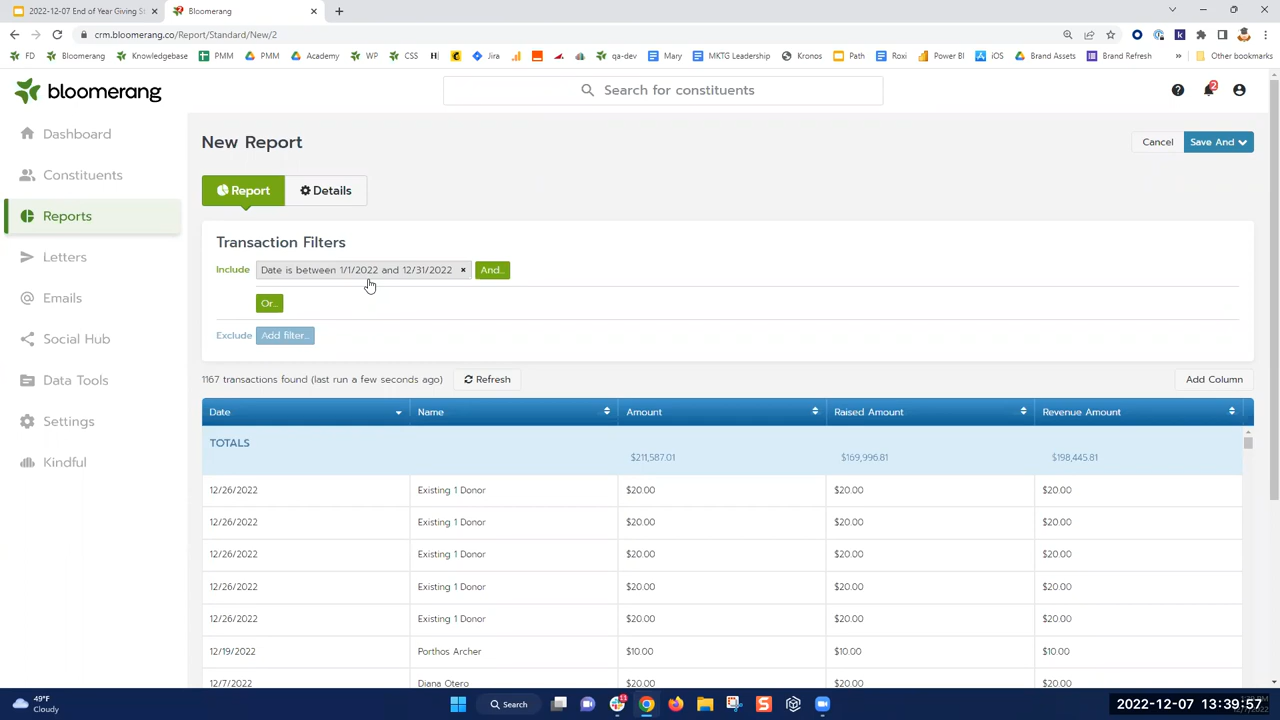 2022-12-07 End of Year Giving S
Bloomerang
crm.bloomerang.co/Report/Standard/New/2
FD
Bloomerang
Knowledgebase
PMM
PMM
Academy
WP
CSS
Jira
qa-dev
Mary
MKTG Leadership
Kronos
Path
Roxi
Power BI
iOS
Brand Assets
Brand Refresh
»
Other bookmarks
bloomerang
Search for constituents
2
Dashboard
Constituents
Reports
Letters
Emails
Social Hub
Data Tools
Settings
Kindful
New Report
Cancel
Save And
Report
Details
Transaction Filters
Include
Date is between 1/1/2022 and 12/31/2022 ×
And...
Or...
Exclude
Add filter...
1167 transactions found (last run a few seconds ago)
Refresh
Add Column
Date Name Amount Raised Amount Revenue Amount
TOTALS
$211,587.01 $169,996.81 $198,445.81
12/26/2022 Existing 1 Donor $20.00 $20.00 $20.00
12/26/2022 Existing 1 Donor $20.00 $20.00 $20.00
12/26/2022 Existing 1 Donor $20.00 $20.00 $20.00
12/26/2022 Existing 1 Donor $20.00 $20.00 $20.00
12/26/2022 Existing 1 Donor $20.00 $20.00 $20.00
12/19/2022 Porthos Archer $10.00 $10.00 $10.00
12/7/2022 Diana Otero $20.00 $20.00 $20.00
49°F
Cloudy
Search
11
2022-12-07 13:39:57